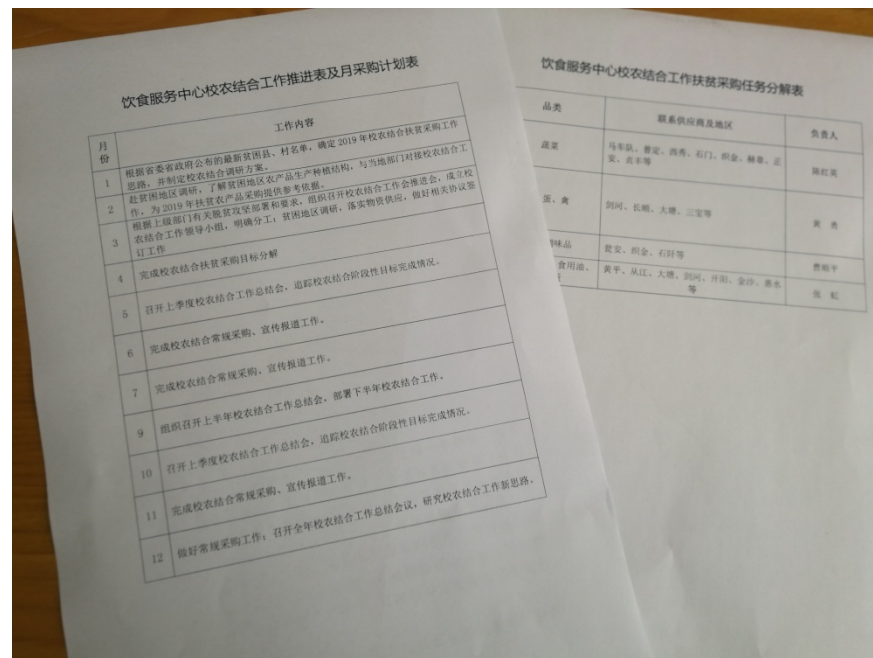 饮食服务中心校农结合工作推进表及月采购计划表
月份 工作内容
1 根据省委省政府公布的最新贫困县、村名单，确定2019年校农结合扶贫采购工作
思路，并制定校农结合调研方案。
2 赴贫困地区调研，了解贫困地区农产品生产种植结构，与当地部门对接校农结合工
作，为2019年扶贫农产品采购提供参考依据。
3 根据上级部门有关脱贫攻坚部署和要求，组织召开校农结合工作会推进会，成立校
农结合工作领导小组，明确分工；贫困地区调研，落实物资供应，做好相关协议签
订工作
4 完成校农结合扶贫采购目标分解
5 召开上季度校农结合工作总结会，追踪校农结合阶段性目标完成情况。
6 完成校农结合常规采购、宣传报道工作。
7 完成校农结合常规采购、宣传报道工作。
9 组织召开上半年校农结合工作总结会，部署下半年校农结合工作。
10 召开上季度校农结合工作总结会，追踪校农结合阶段性目标完成情况。
11 完成校农结合常规采购、宣传报道工作。
12 做好常规采购工作；召开全年校农结合工作总结会议，研究校农结合工作新思路。
饮食服务中心校农结合工作扶贫采购任务分解表
品类 联系供应商及地区 负责人
蔬菜 马车队、普定、西秀、石门、织金、赫章、正
安、贞丰等 陈红英
蛋、禽 剑河、长顺、大塘、三宝等 黄 秀
味品 瓮安、织金、石阡等
食用油、 黄平、从江、大塘、剑河、开阳、金沙、惠水
等 张 虹